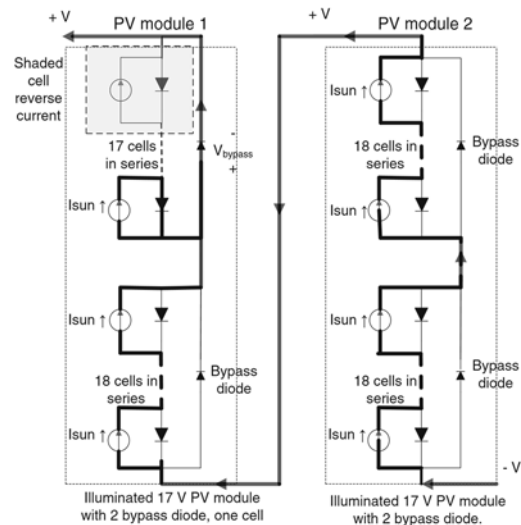 + V
PV module 1
+ V
PV module 2
Shaded
cell
reverse
current
17 cells
in series
-
Vbypass
+
Isun ↑
Isun ↑
18 cells in
series
Bypass
diode
Isun ↑
Illuminated 17 V PV module
with 2 bypass diode, one cell
Isun ↑
18 cells in
series
Bypass
diode
Isun ↑
Isun ↑
18 cells in
series
Bypass
diode
Isun ↑
- V
Illuminated 17 V PV module
with 2 bypass diode.